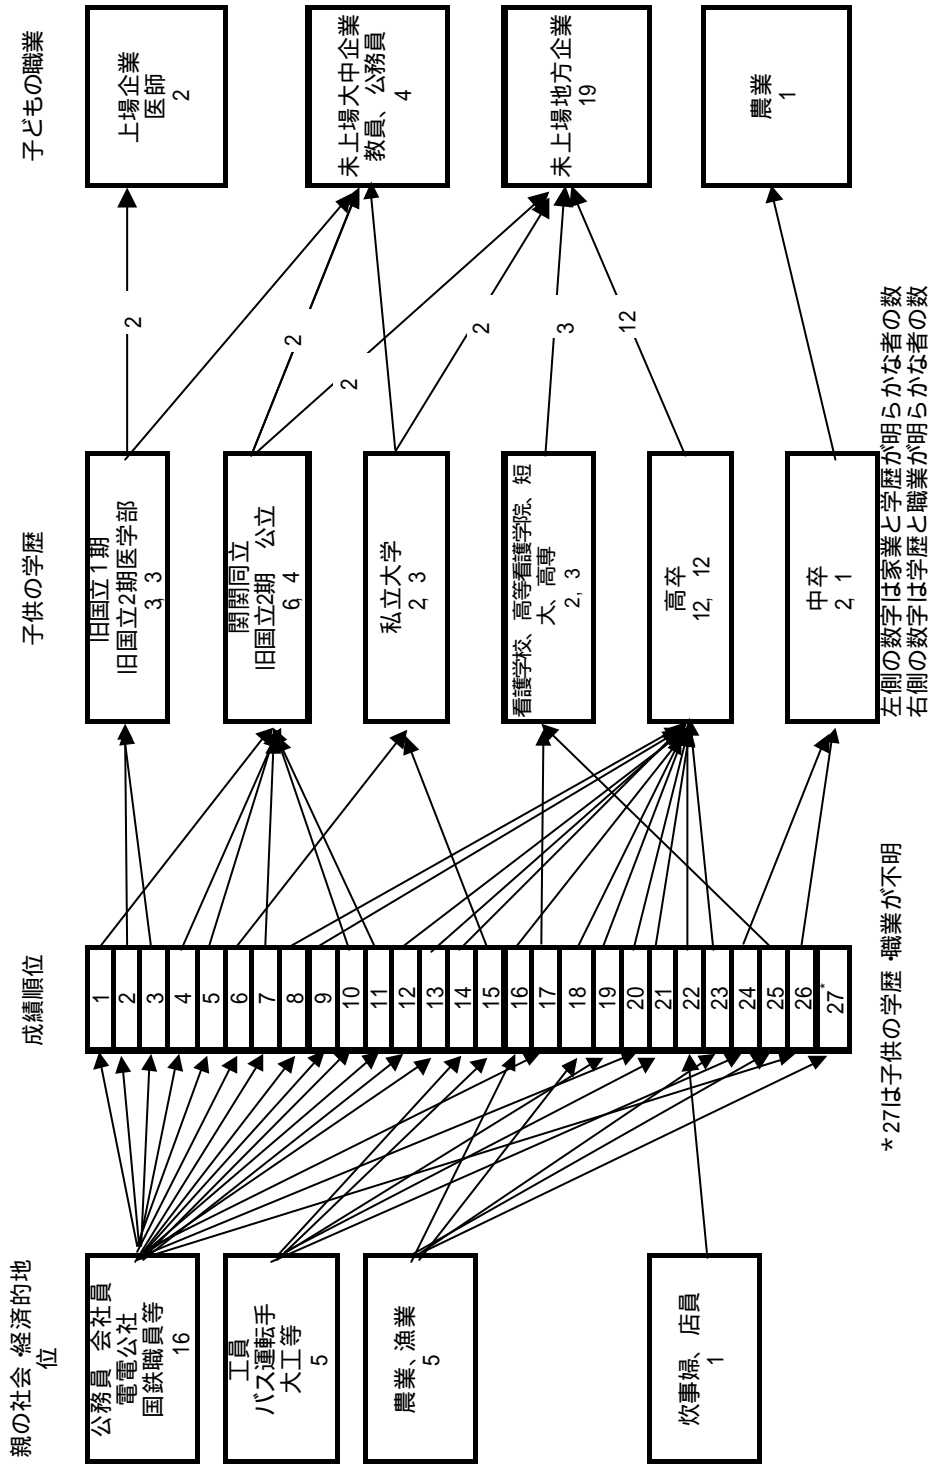 親の社会・経済的地
位
成績順位
子供の学歴
子どもの職業
公務員 会社員
電電公社
国鉄職員等
16
工員
バス運転手
大工等
5
農業、漁業
5
炊事婦、店員
1
1
2
3
4
5
6
7
8
9
10
11
12
13
14
15
16
17
18
19
20
21
22
23
24
25
26
27*
旧国立1期
旧国立2期医学部
3, 3
関関同立
旧国立2期 公立
6, 4
私立大学
2, 3
看護学校、高等看護学院、短
大、高専
2, 3
高卒
12, 12
中卒
2, 1
2
2
2
2
3
12
上場企業
医師
2
未上場大中企業
教員、公務員
4
未上場地方企業
19
農業
1
*27は子供の学歴・職業が不明
左側の数字は家業と学歴が明らかな者の数
右側の数字は学歴と職業が明らかな者の数